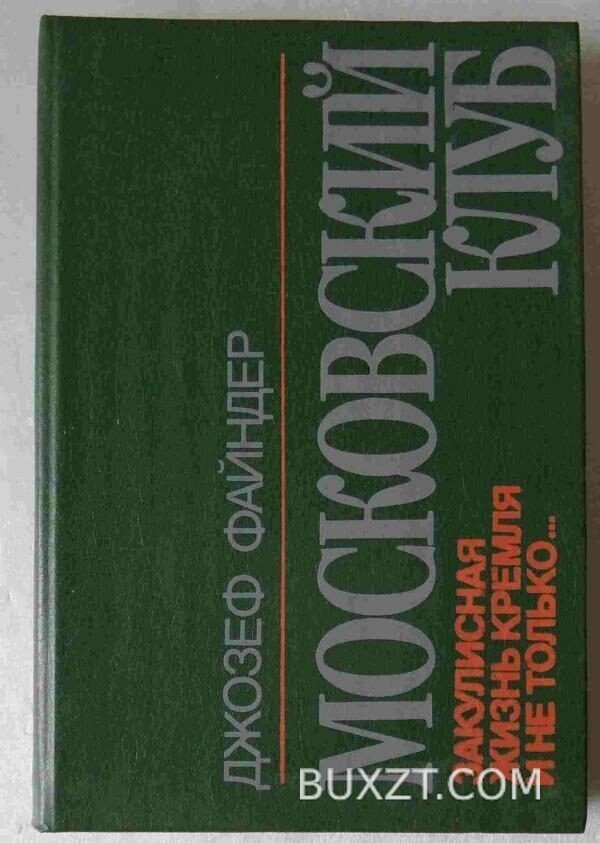 ДЖОЗЕФ ФАЙНДЕР
МОСКОВСКИЙ
КЛУБ
ЗАКУЛИСНАЯ
ЖИЗНЬ КРЕМЛЯ
И НЕ ТОЛЬКО...
BUXZT.COM